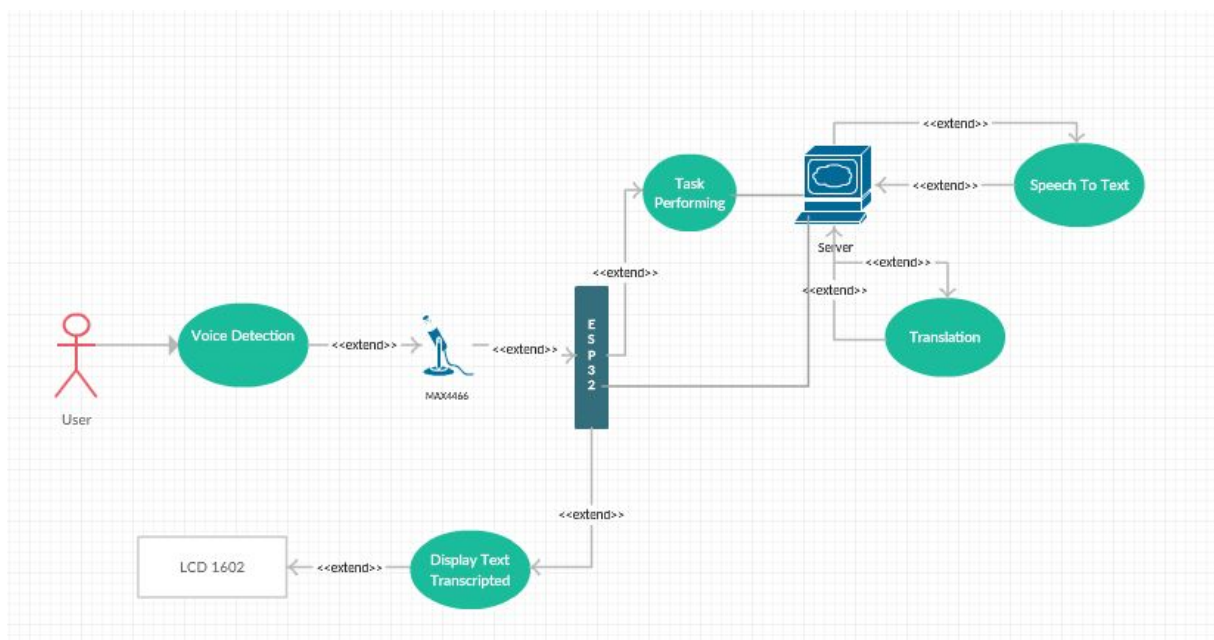 <<extend>>
Task
Performing
<<extend>>
Speech To Text
Server
<<extend>>
<<extend>>
<<extend>>
Voice Detection
<<extend>>
MAX4466
<<extend>>
E
S
P
3
2
Translation
User
<<extend>>
LCD 1602
<<extend>>
Display Text
Transcripted